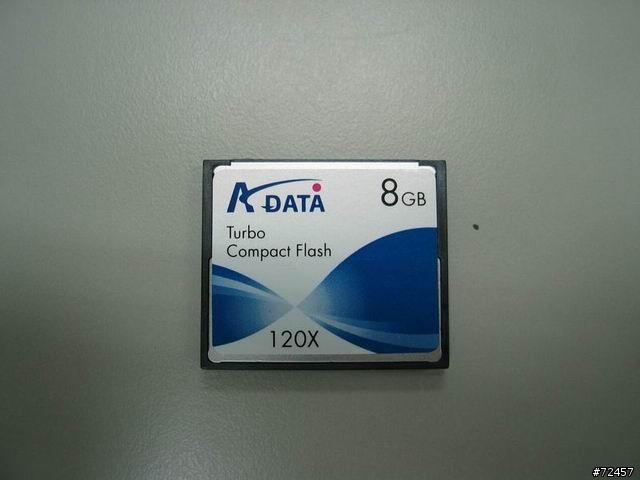 A DATA
8GB
Turbo
Compact Flash
120X
#72457